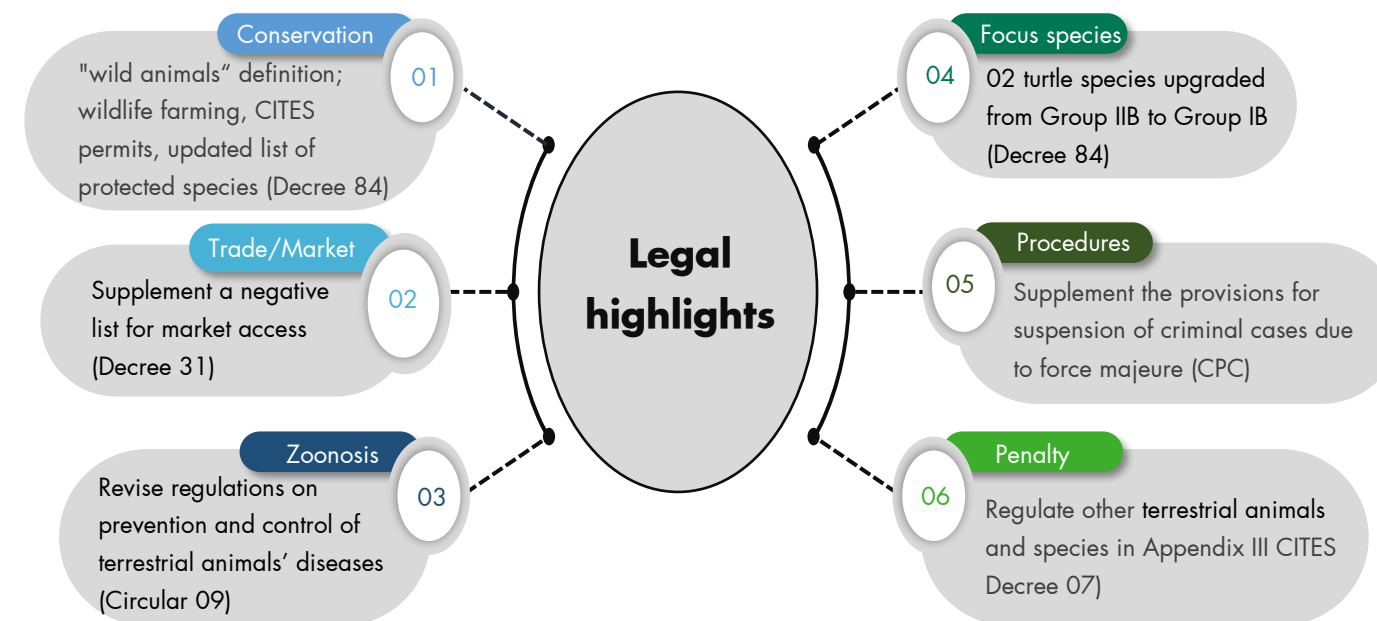 Conservation
01
"wild animals“ definition;
wildlife farming, CITES
permits, updated list of
protected species (Decree 84)
Trade/Market
02
Supplement a negative
list for market access
(Decree 31)
Zoonosis
03
Revise regulations on
prevention and control of
terrestrial animals’ diseases
(Circular 09)
Legal
highlights
Focus species
04
02 turtle species upgraded
from Group IIB to Group IB
(Decree 84)
Procedures
05
Supplement the provisions for
suspension of criminal cases due
to force majeure (CPC)
Penalty
06
Regulate other terrestrial animals
and species in Appendix III CITES
Decree 07)